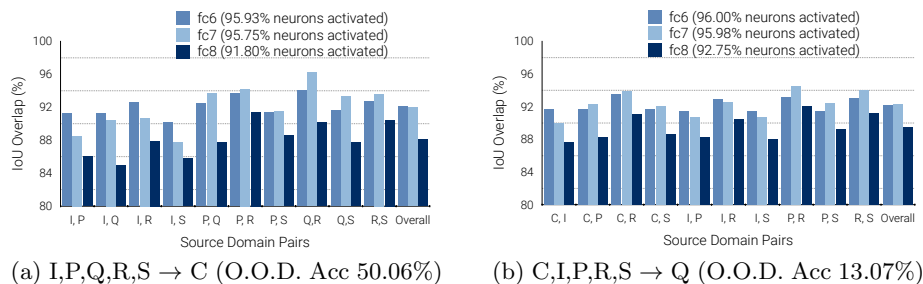 fc6 (95.93% neurons activated)
fc7 (95.75% neurons activated)
fc8 (91.80% neurons activated)
100
96
92
88
84
80
IoU Overlap (%)
I, P I, Q I, R I, S P,Q P, R P, S Q,R Q,S R,S Overall
Source Domain Pairs
(a) I,P,Q,R,S → C (O.O.D. Acc 50.06%)
fc6 (96.00% neurons activated)
fc7 (95.98% neurons activated)
fc8 (92.75% neurons activated)
100
96
92
88
84
80
IoU Overlap (%)
C, I C, P C, R C, S I, P I, R I, S P, R P, S R, S Overall
Source Domain Pairs
(b) C,I,P,R,S → Q (O.O.D. Acc 13.07%)